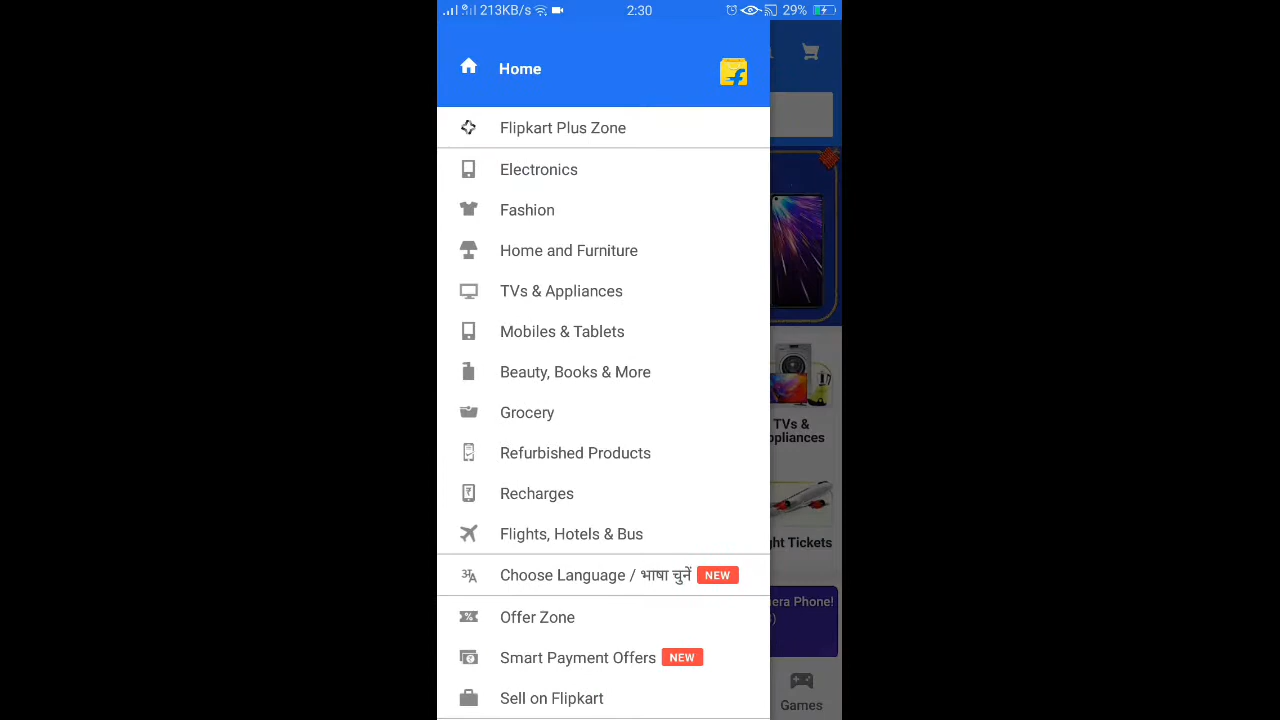 213KB/s 2:30 29%
Home
Flipkart Plus Zone
Electronics
Fashion
Home and Furniture
TVs & Appliances
Mobiles & Tablets
Beauty, Books & More
Grocery
Refurbished Products
Recharges
Flights, Hotels & Bus
Choose Language / भाषा चुनें NEW
Offer Zone
Smart Payment Offers NEW
Sell on Flipkart
TVs &
ppliances
ght Tickets
era Phone!
Games